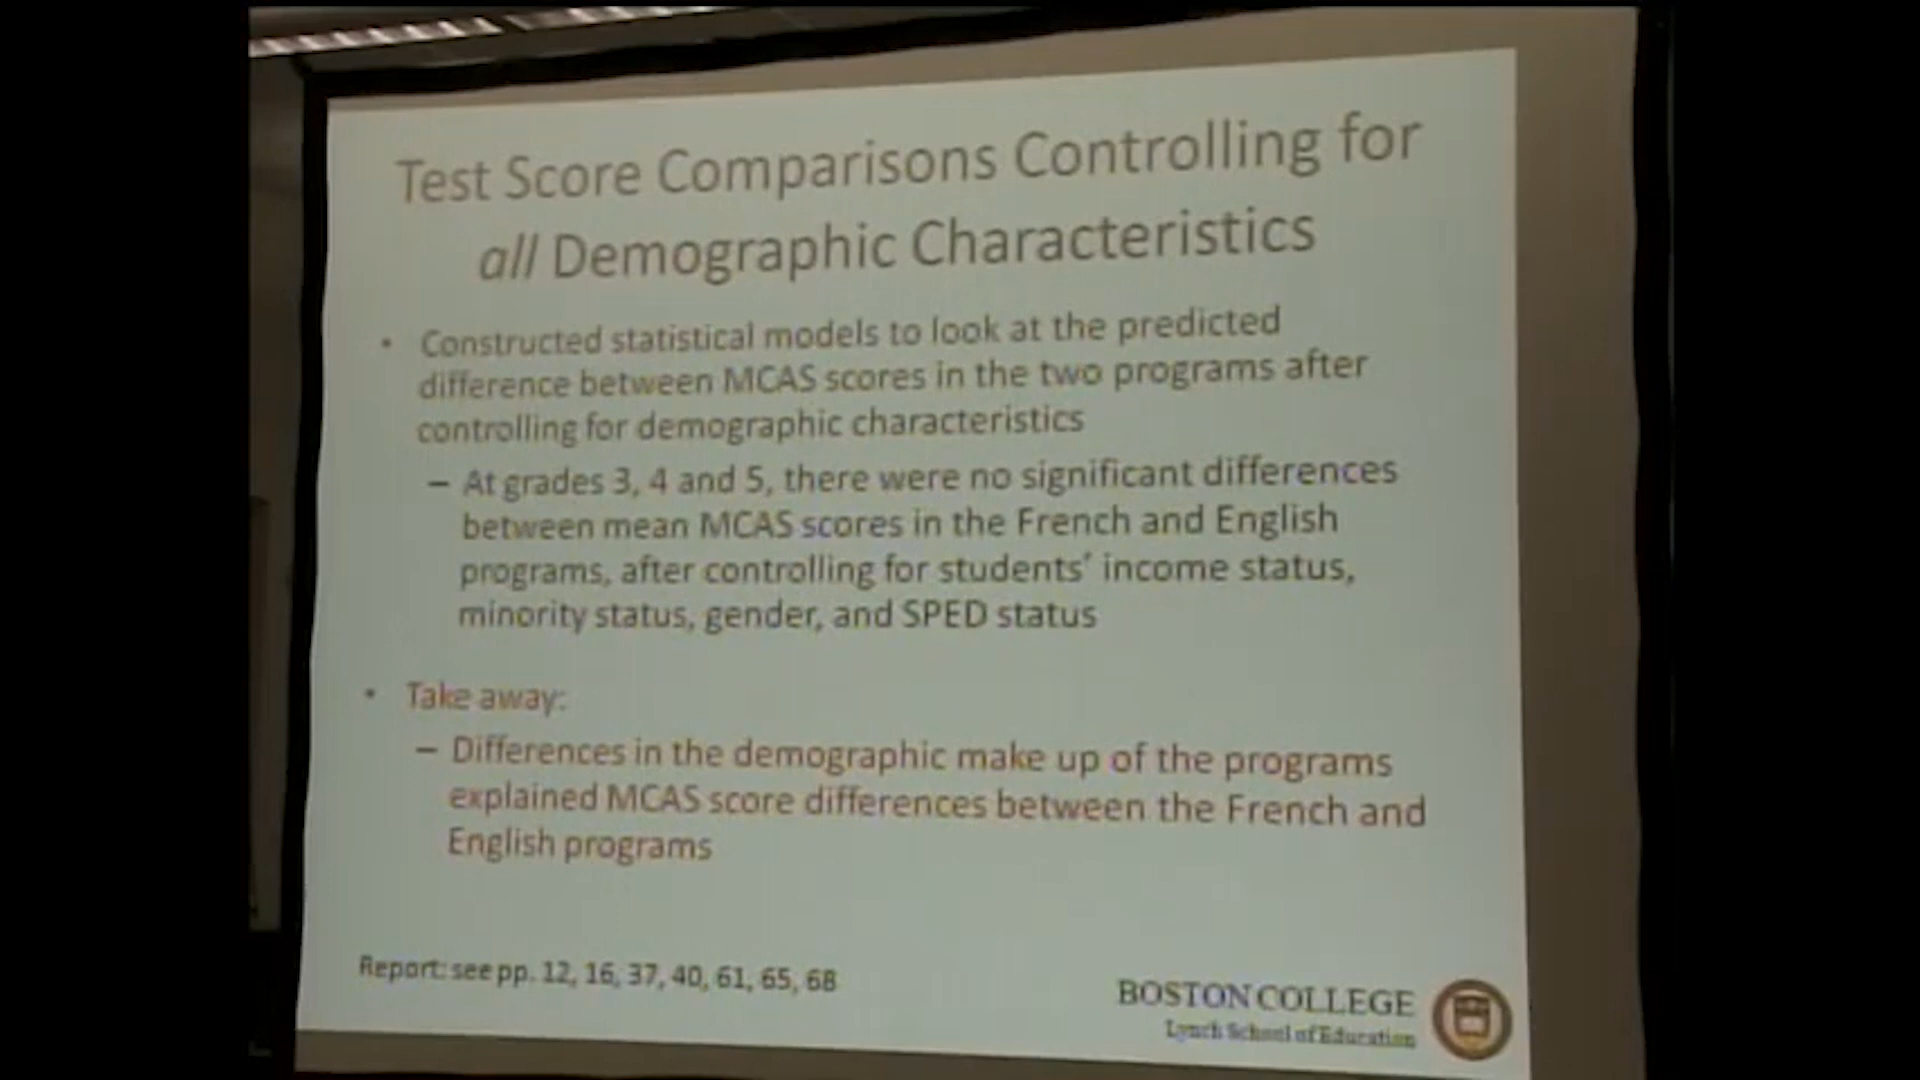 Test Score Comparisons Controlling for
all Demographic Characteristics
• Constructed statistical models to look at the predicted
difference between MCAS scores in the two programs after
controlling for demographic characteristics
– At grades 3, 4 and 5, there were no significant differences
between mean MCAS scores in the French and English
programs, after controlling for students' income status,
minority status, gender, and SPED status
• Take away:
– Differences in the demographic make up of the programs
explained MCAS score differences between the French and
English programs
Report: see pp. 12, 16, 37, 40, 61, 65, 68
BOSTON COLLEGE
Lynch School of Education